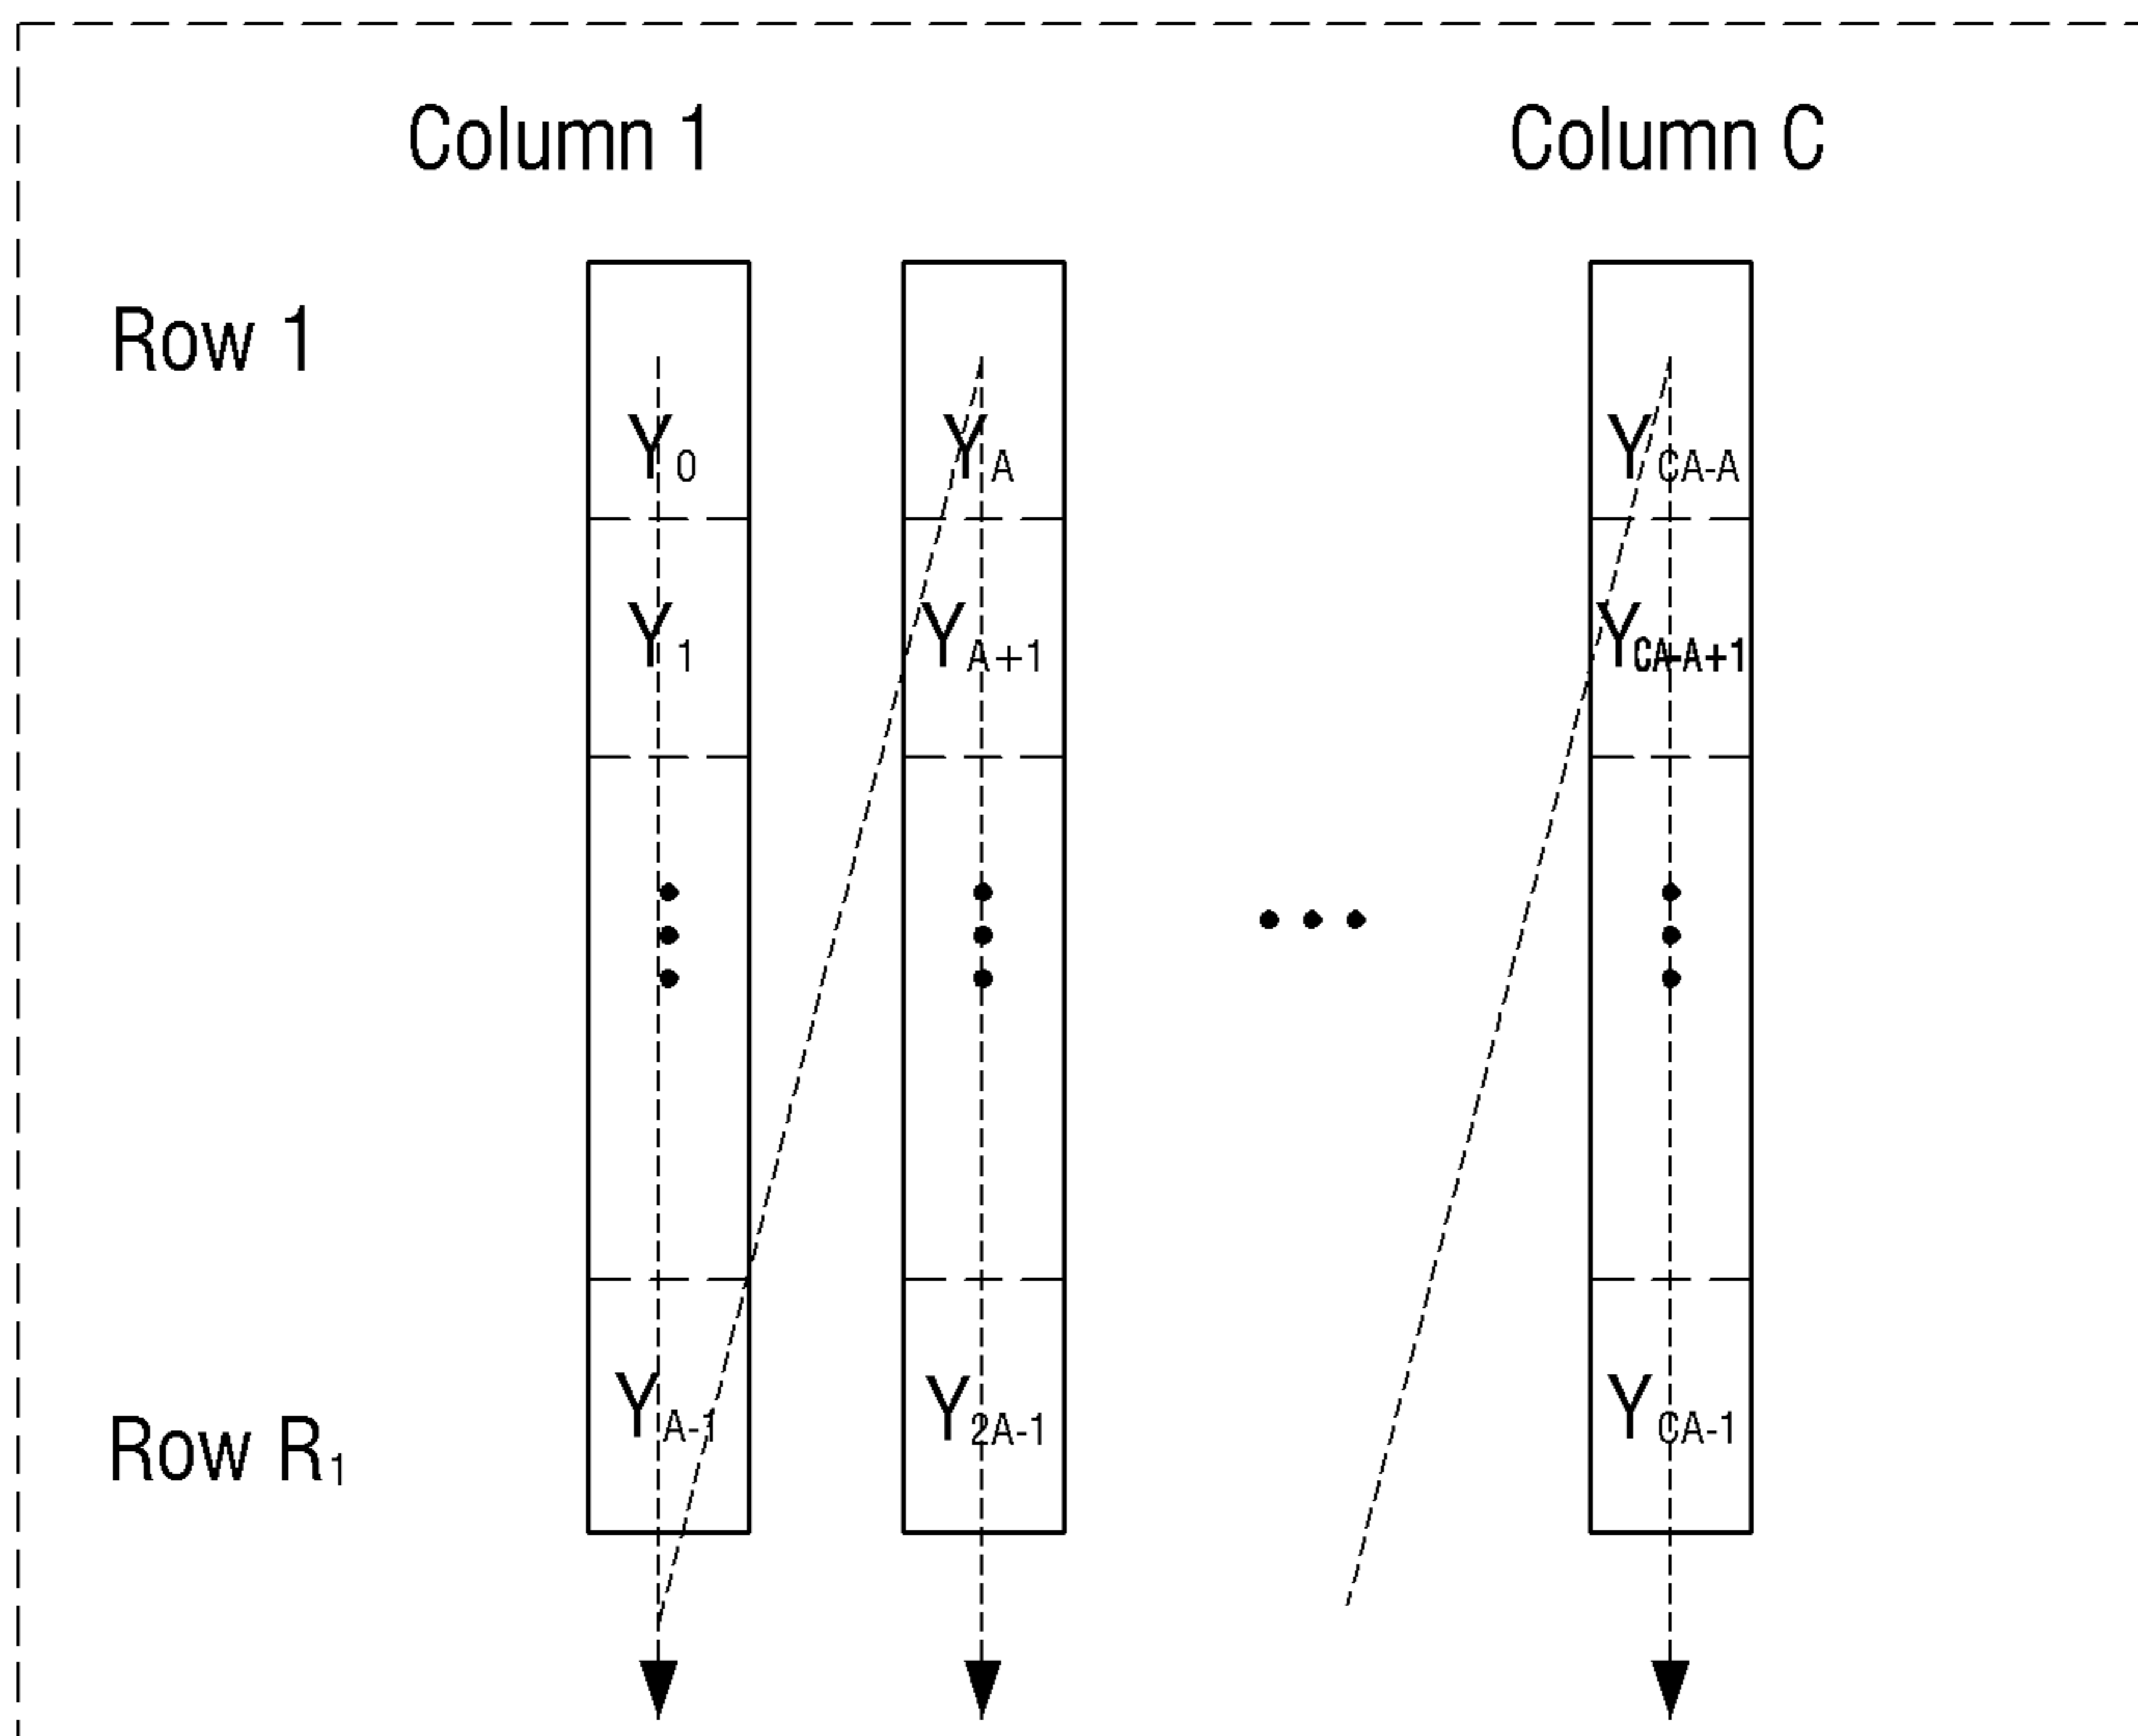 Column 1 Column C
Row 1
Y0 YA YCA-A
Y1 YA+1 YCA-A+1
YA-1 Y2A-1 YCA-1
Row R1